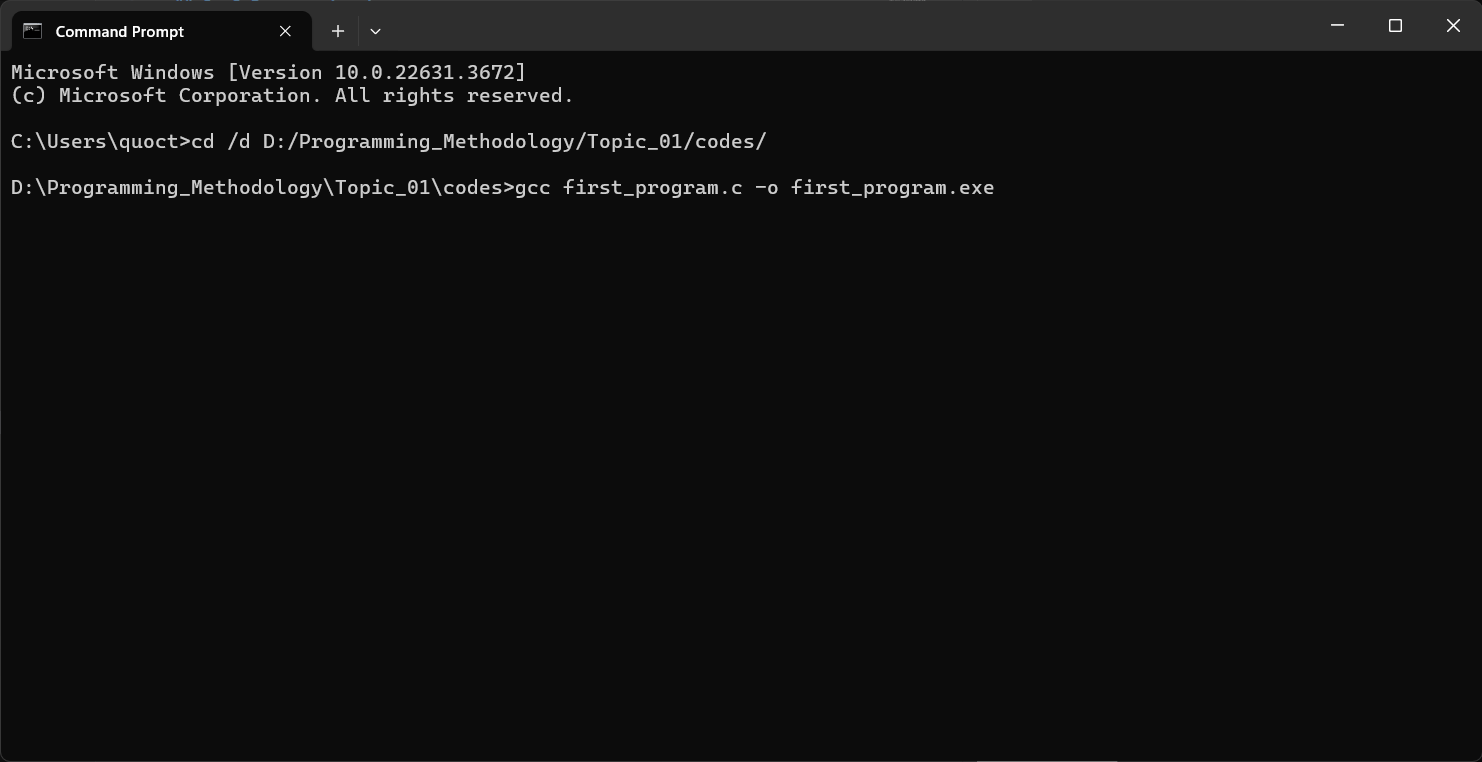 Command Prompt
Microsoft Windows [Version 10.0.22631.3672]
(c) Microsoft Corporation. All rights reserved.
C:\Users\quoct>cd /d D:/Programming_Methodology/Topic_01/codes/
D:\Programming_Methodology\Topic_01\codes>gcc first_program.c -o first_program.exe